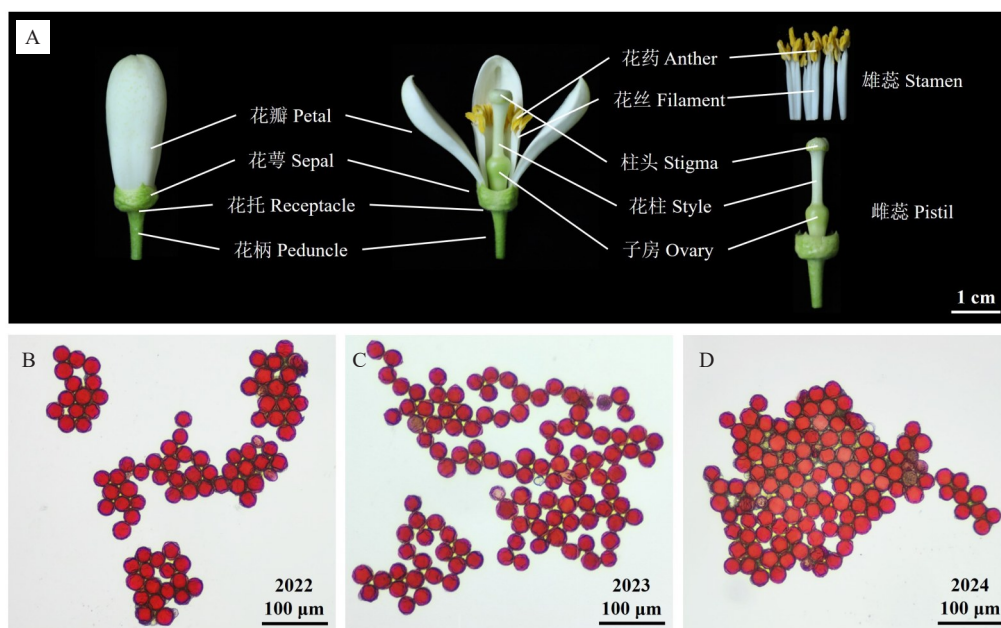 A
花瓣 Petal
花萼 Sepal
花托 Receptacle
花柄 Peduncle
花药 Anther
花丝 Filament
柱头 Stigma
花柱 Style
子房 Ovary
雄蕊 Stamen
雌蕊 Pistil
1 cm
B
2022
100 μm
C
2023
100 μm
D
2024
100 μm